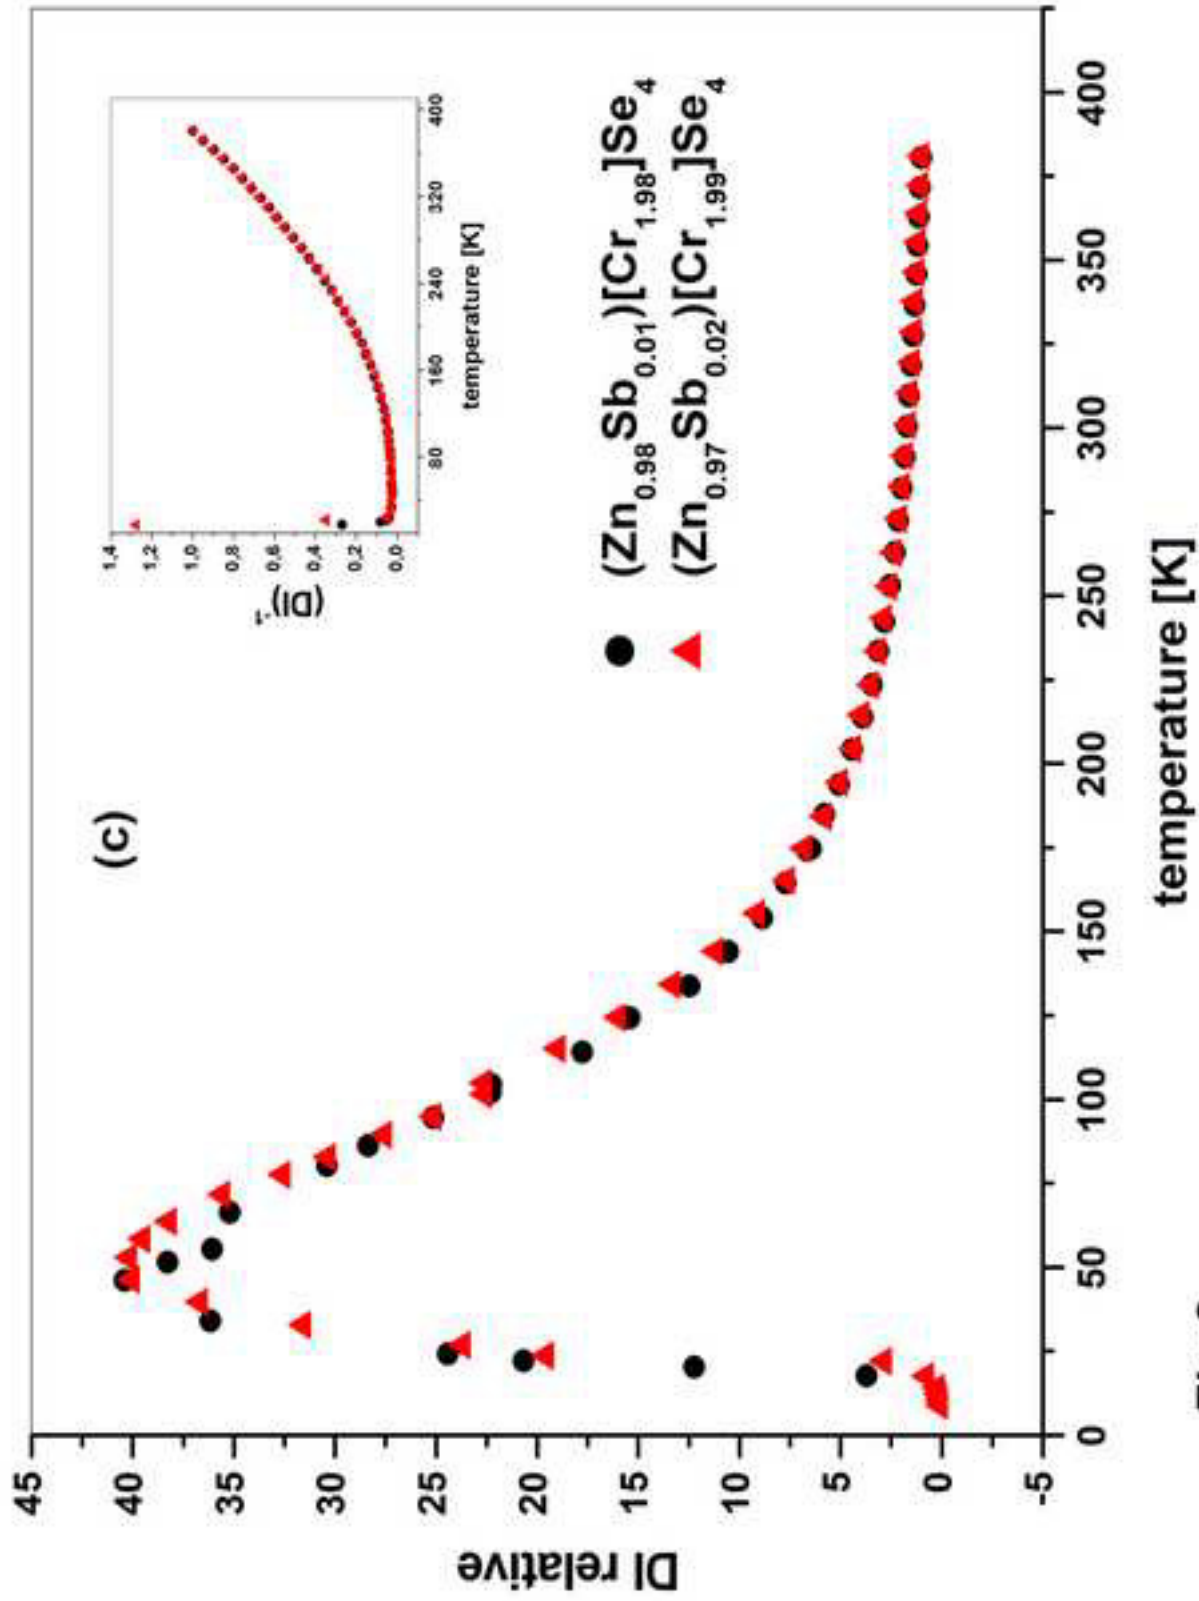 (c)
DI relative
45
40
35
30
25
20
15
10
5
0
-5
0 50 100 150 200 250 300 350 400
temperature [K]
(DI)⁻¹
1,4
1,2
1,0
0,8
0,6
0,4
0,2
0,0
80 160 240 320 400
temperature [K]
(Zn₀.₉₈Sb₀.₀₁)[Cr₁.₉₈]Se₄
(Zn₀.₉₇Sb₀.₀₂)[Cr₁.₉₉]Se₄